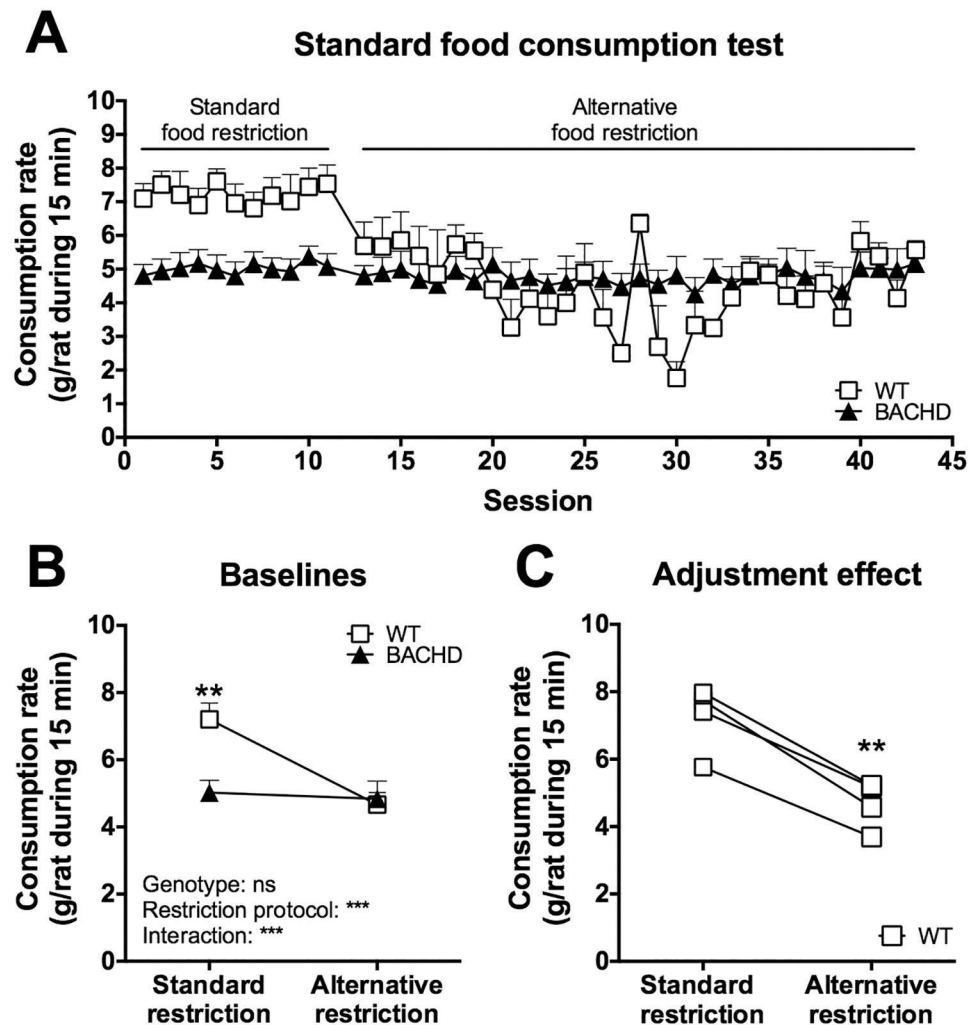 A
Standard food consumption test
Standard
food restriction
Alternative
food restriction
Consumption rate
(g/rat during 15 min)
10
9
8
7
6
5
4
3
2
1
0
0 5 10 15 20 25 30 35 40 45
Session
WT
BACHD
B
Baselines
Consumption rate
(g/rat during 15 min)
10
8
6
4
2
0
WT
BACHD
**
Genotype: ns
Restriction protocol: ***
Interaction: ***
Standard
restriction
Alternative
restriction
C
Adjustment effect
Consumption rate
(g/rat during 15 min)
10
8
6
4
2
0
**
WT
Standard
restriction
Alternative
restriction